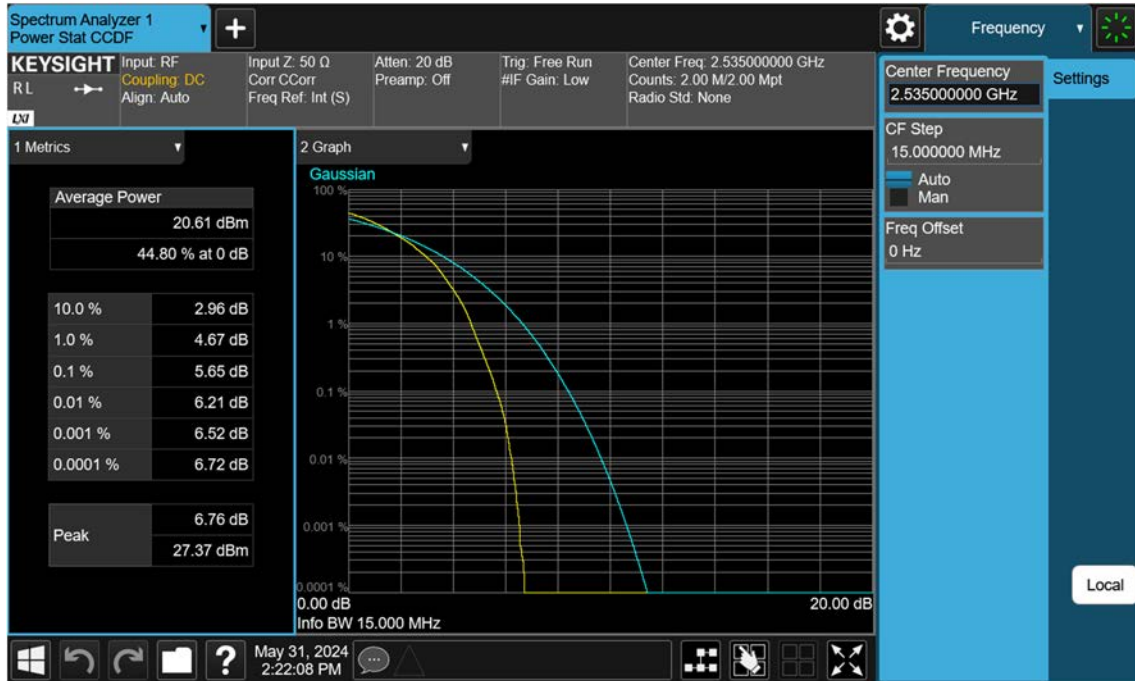 Spectrum Analyzer 1
Power Stat CCDF
Frequency
KEYSIGHT
R L
LXI
Input: RF
Coupling: DC
Align: Auto
Input Z: 50 Ω
Corr CCorr
Freq Ref: Int (S)
Atten: 20 dB
Preamp: Off
Trig: Free Run
#IF Gain: Low
Center Freq: 2.535000000 GHz
Counts: 2.00 M/2.00 Mpt
Radio Std: None
Center Frequency
2.535000000 GHz
Settings
CF Step
15.000000 MHz
Auto
Man
Freq Offset
0 Hz
1 Metrics
Average Power
20.61 dBm
44.80 % at 0 dB
10.0 % 2.96 dB
1.0 % 4.67 dB
0.1 % 5.65 dB
0.01 % 6.21 dB
0.001 % 6.52 dB
0.0001 % 6.72 dB
Peak
6.76 dB
27.37 dBm
2 Graph
Gaussian
100 %
10 %
1 %
0.1 %
0.01 %
0.001 %
0.0001 %
0.00 dB 20.00 dB
Info BW 15.000 MHz
Local
?
May 31, 2024
2:22:08 PM